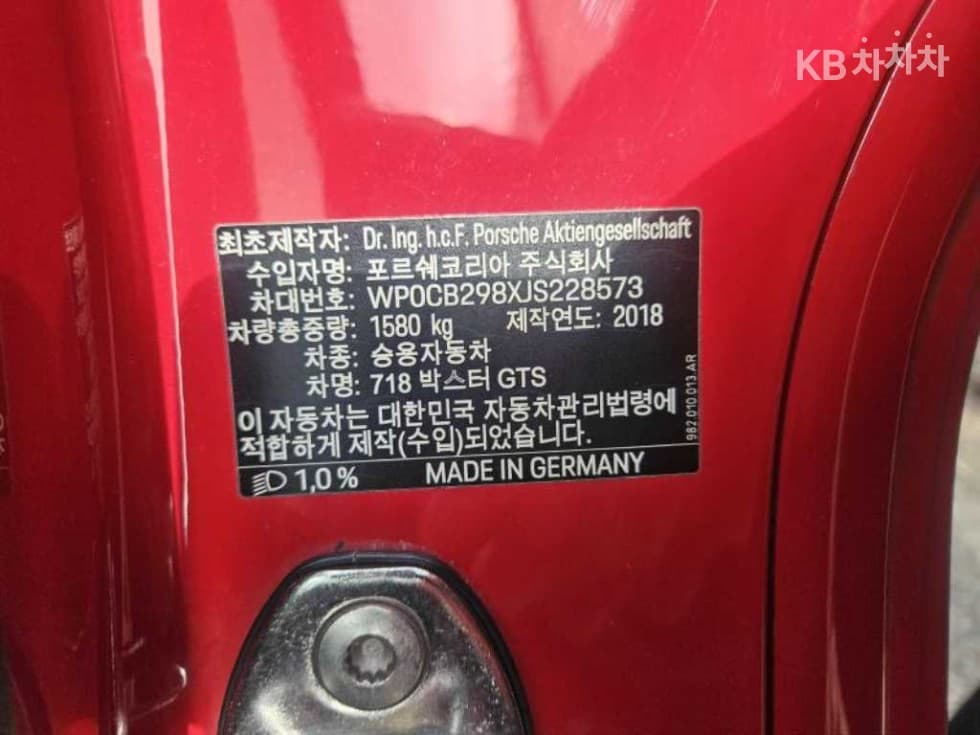 KB차차차
최초제작자: Dr. Ing. h.c.F. Porsche Aktiengesellschaft
수입자명: 포르쉐코리아 주식회사
차대번호: WP0CB298XJS228573
차량총중량: 1580 kg 제작연도: 2018
차종: 승용자동차
차명: 718 박스터 GTS
이 자동차는 대한민국 자동차관리법령에
적합하게 제작(수입)되었습니다.
1,0 % MADE IN GERMANY
982 010 013 AR